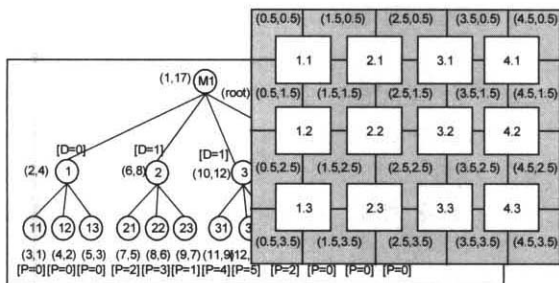 (0.5,0.5) (1.5,0.5) (2.5,0.5) (3.5,0.5) (4.5,0.5)
1.1 2.1 3.1 4.1
(1,17) M1 (root)
(0.5,1.5) (1.5,1.5) (2.5,1.5) (3.5,1.5) (4.5,1.5)
1.2 2.2 3.2 4.2
[D=0] [D=1] [D=1]
(2,4) 1 (6,8) 2 (10,12) 3
(0.5,2.5) (1.5,2.5) (2.5,2.5) (3.5,2.5) (4.5,2.5)
1.3 2.3 3.3 4.3
11 12 13 21 22 23 31
(0.5,3.5) (1.5,3.5) (2.5,3.5) (3.5,3.5) (4.5,3.5)
(3,1) (4,2) (5,3) (7,5) (8,6) (9,7) (11,9) (12,
[P=0] [P=0] [P=0] [P=2] [P=3] [P=1] [P=4] [P=5] [P=2] [P=0] [P=0] [P=0]